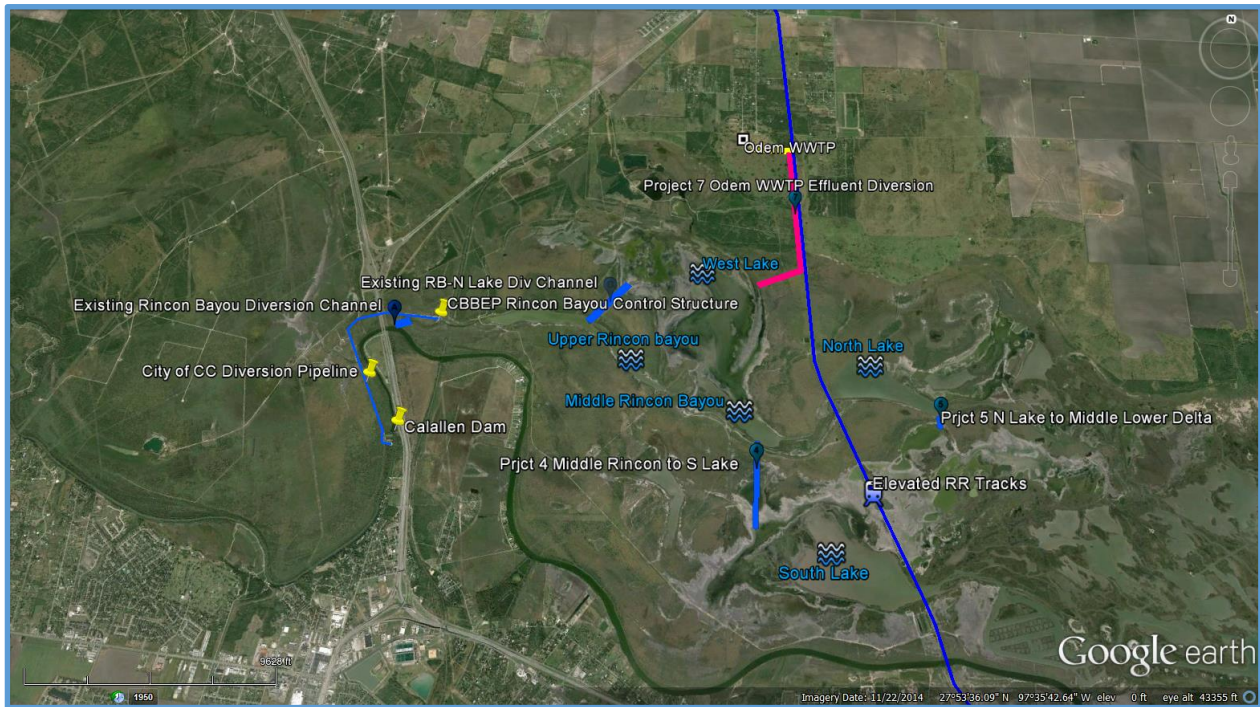 N
Odem WWTP
Project 7 Odem WWTP Effluent Diversion
West Lake
Existing RB-N Lake Div Channel
Existing Rincon Bayou Diversion Channel
CBBEP Rincon Bayou Control Structure
Upper Rincon bayou
North Lake
City of CC Diversion Pipeline
Middle Rincon Bayou
Calallen Dam
Prjct 5 N Lake to Middle Lower Delta
Prjct 4 Middle Rincon to S Lake
Elevated RR Tracks
South Lake
Google earth
9628 ft
1950
Imagery Date: 11/22/2014 27°53'36.09" N 97°35'42.64" W elev 0 ft eye alt 43355 ft